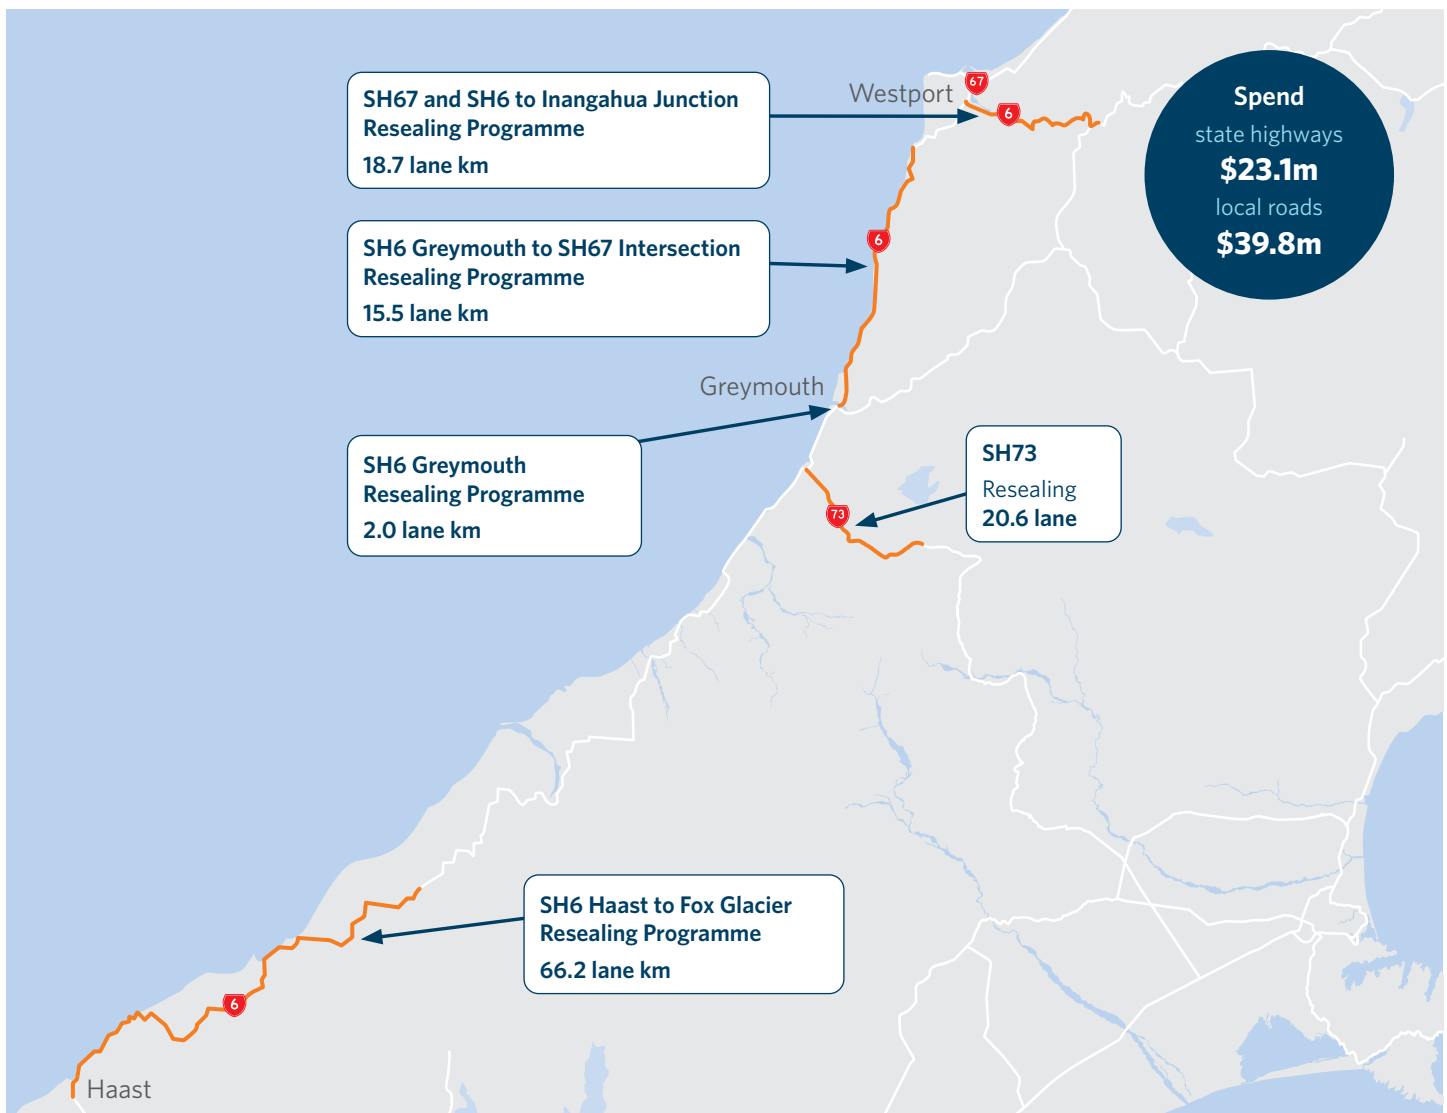 SH67 and SH6 to Inangahua Junction
Resealing Programme
18.7 lane km
Westport
67
6
Spend
state highways
$23.1m
local roads
$39.8m
SH6 Greymouth to SH67 Intersection
Resealing Programme
15.5 lane km
6
Greymouth
SH6 Greymouth
Resealing Programme
2.0 lane km
SH73
Resealing
20.6 lane
73
SH6 Haast to Fox Glacier
Resealing Programme
66.2 lane km
6
Haast